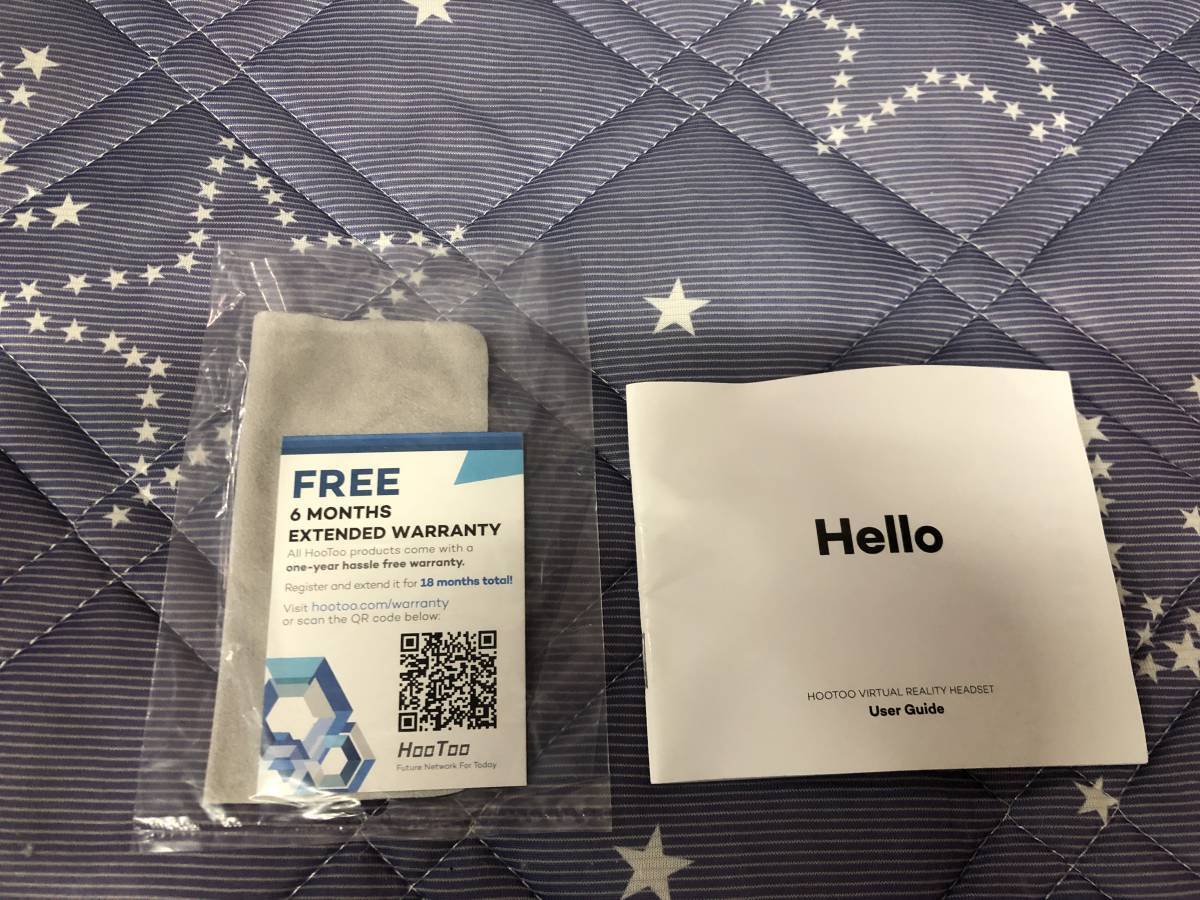 FREE
6 MONTHS
EXTENDED WARRANTY
All HooToo products come with a
one-year hassle free warranty.
Register and extend it for 18 months total!
Visit hootoo.com/warranty
or scan the QR code below:
HooToo
Future Network For Today
Hello
HOOTOO VIRTUAL REALITY HEADSET
User Guide